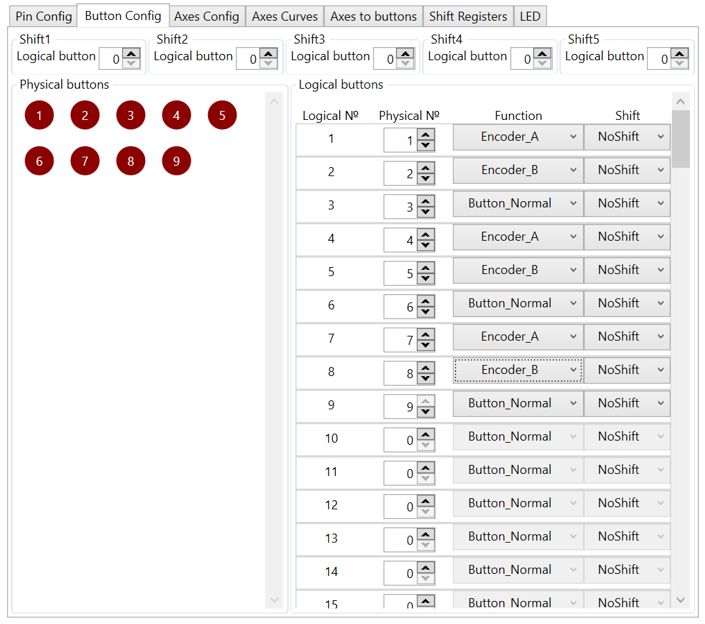 Pin Config Button Config Axes Config Axes Curves Axes to buttons Shift Registers LED
Shift1 Shift2 Shift3 Shift4 Shift5
Logical button 0 Logical button 0 Logical button 0 Logical button 0 Logical button 0
Physical buttons
1 2 3 4 5
6 7 8 9
Logical buttons
Logical № Physical № Function Shift
1 1 Encoder_A NoShift
2 2 Encoder_B NoShift
3 3 Button_Normal NoShift
4 4 Encoder_A NoShift
5 5 Encoder_B NoShift
6 6 Button_Normal NoShift
7 7 Encoder_A NoShift
8 8 Encoder_B NoShift
9 9 Button_Normal NoShift
10 0 Button_Normal NoShift
11 0 Button_Normal NoShift
12 0 Button_Normal NoShift
13 0 Button_Normal NoShift
14 0 Button_Normal NoShift
15 0 Button_Normal NoShift